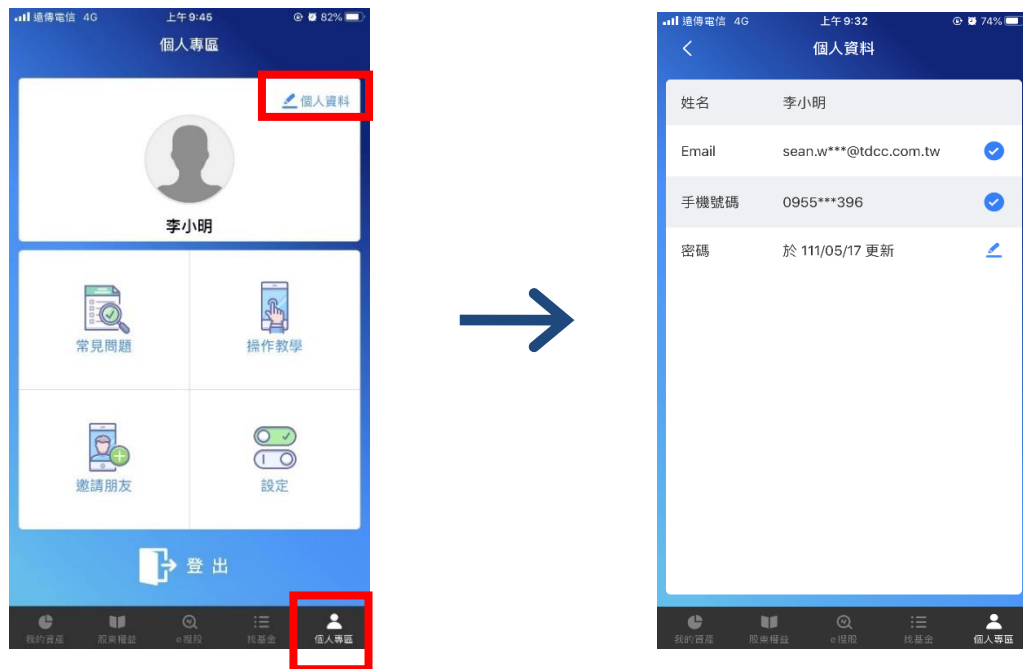 遠傳電信 4G 上午9:45 82%
個人專區
個人資料
李小明
常見問題 操作教學
邀請朋友 設定
登出
我的資產 股東權益 e搜股 找基金 個人專區
遠傳電信 4G 上午9:32 74%
個人資料
姓名 李小明
Email sean.w***@tdcc.com.tw
手機號碼 0955***396
密碼 於 111/05/17 更新
我的資產 股東權益 e搜股 找基金 個人專區